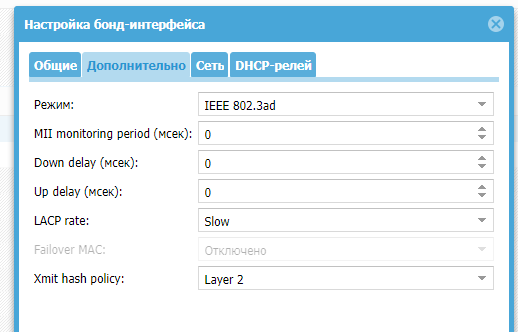 Настройка бонд-интерфейса
Общие Дополнительно Сеть DHCP-релей
Режим: IEEE 802.3ad
MII monitoring period (мсек): 0
Down delay (мсек): 0
Up delay (мсек): 0
LACP rate: Slow
Failover MAC: Отключено
Xmit hash policy: Layer 2